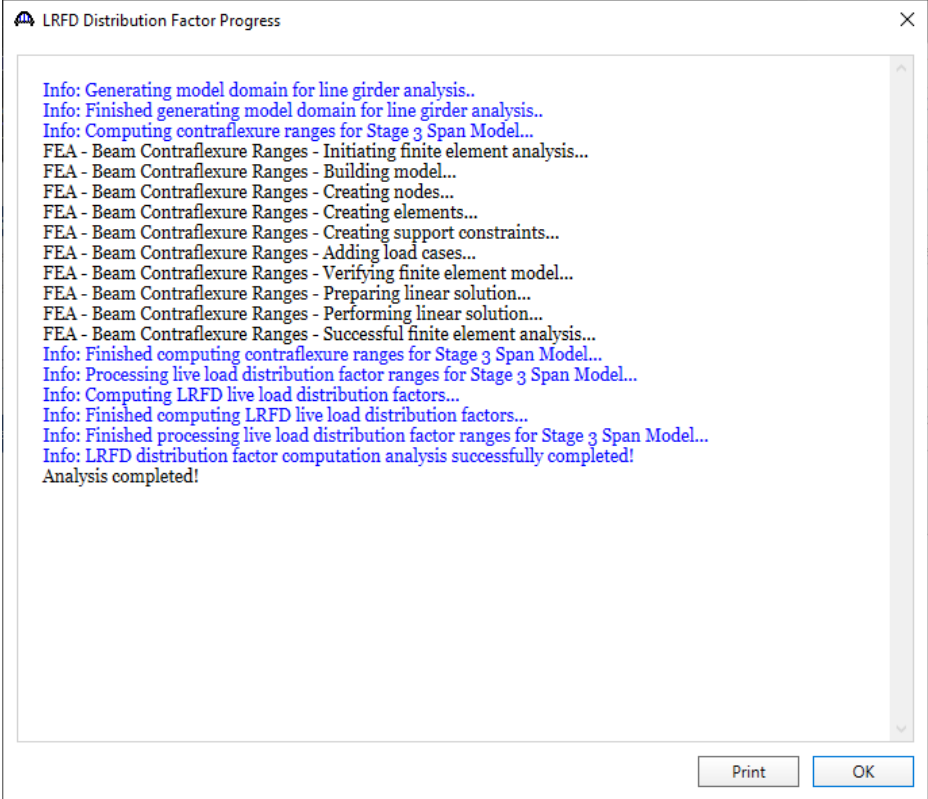 LRFD Distribution Factor Progress
Info: Generating model domain for line girder analysis..
Info: Finished generating model domain for line girder analysis..
Info: Computing contraflexure ranges for Stage 3 Span Model...
FEA - Beam Contraflexure Ranges - Initiating finite element analysis...
FEA - Beam Contraflexure Ranges - Building model...
FEA - Beam Contraflexure Ranges - Creating nodes...
FEA - Beam Contraflexure Ranges - Creating elements...
FEA - Beam Contraflexure Ranges - Creating support constraints...
FEA - Beam Contraflexure Ranges - Adding load cases...
FEA - Beam Contraflexure Ranges - Verifying finite element model...
FEA - Beam Contraflexure Ranges - Preparing linear solution...
FEA - Beam Contraflexure Ranges - Performing linear solution...
FEA - Beam Contraflexure Ranges - Successful finite element analysis...
Info: Finished computing contraflexure ranges for Stage 3 Span Model...
Info: Processing live load distribution factor ranges for Stage 3 Span Model...
Info: Computing LRFD live load distribution factors...
Info: Finished computing LRFD live load distribution factors...
Info: Finished processing live load distribution factor ranges for Stage 3 Span Model...
Info: LRFD distribution factor computation analysis successfully completed!
Analysis completed!
Print OK